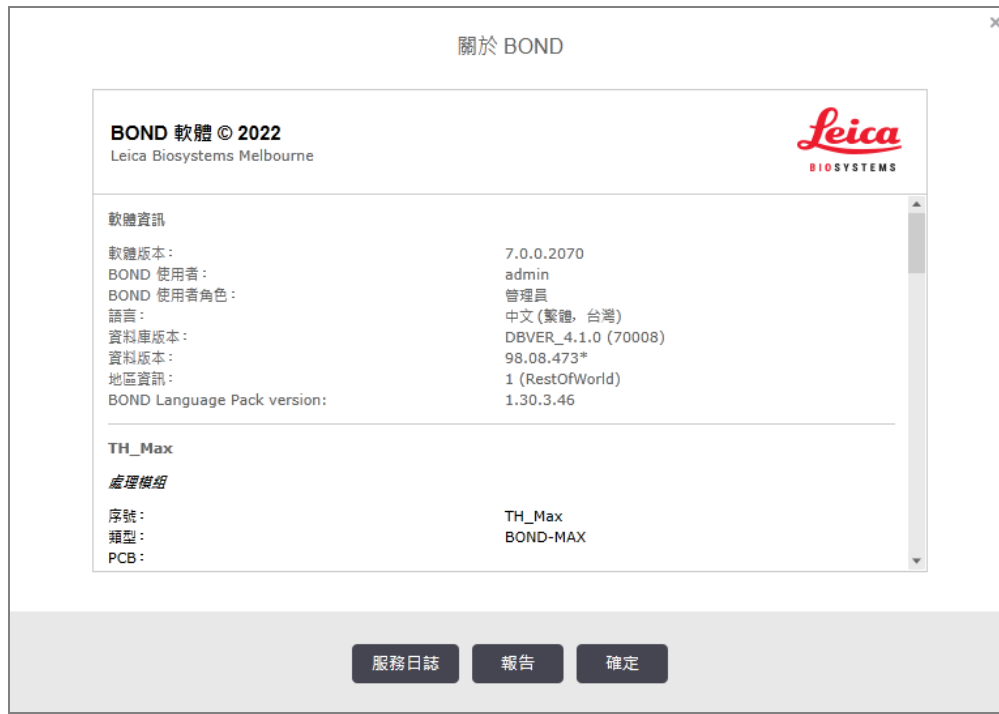 關於 BOND
BOND 軟體 © 2022
Leica Biosystems Melbourne
Leica
BIOSYSTEMS
軟體資訊
軟體版本： 7.0.0.2070
BOND 使用者： admin
BOND 使用者角色： 管理員
語言： 中文 (繁體，台灣)
資料庫版本： DBVER_4.1.0 (70008)
資料版本： 98.08.473*
地區資訊： 1 (RestOfWorld)
BOND Language Pack version: 1.30.3.46
TH_Max
處理模組
序號： TH_Max
類型： BOND-MAX
PCB：
服務日誌 報告 確定